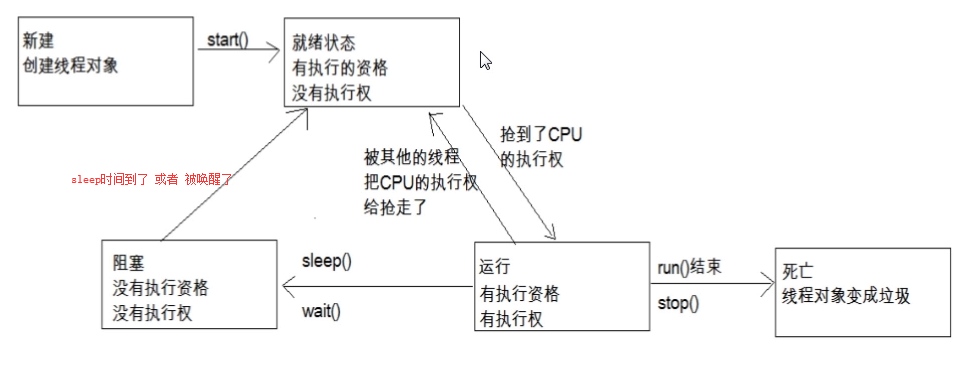 新建
创建线程对象
start()
就绪状态
有执行的资格
没有执行权
抢到了CPU
的执行权
被其他的线程
把CPU的执行权
给抢走了
sleep时间到了 或者 被唤醒了
阻塞
没有执行资格
没有执行权
sleep()
wait()
运行
有执行资格
有执行权
run()结束
stop()
死亡
线程对象变成垃圾